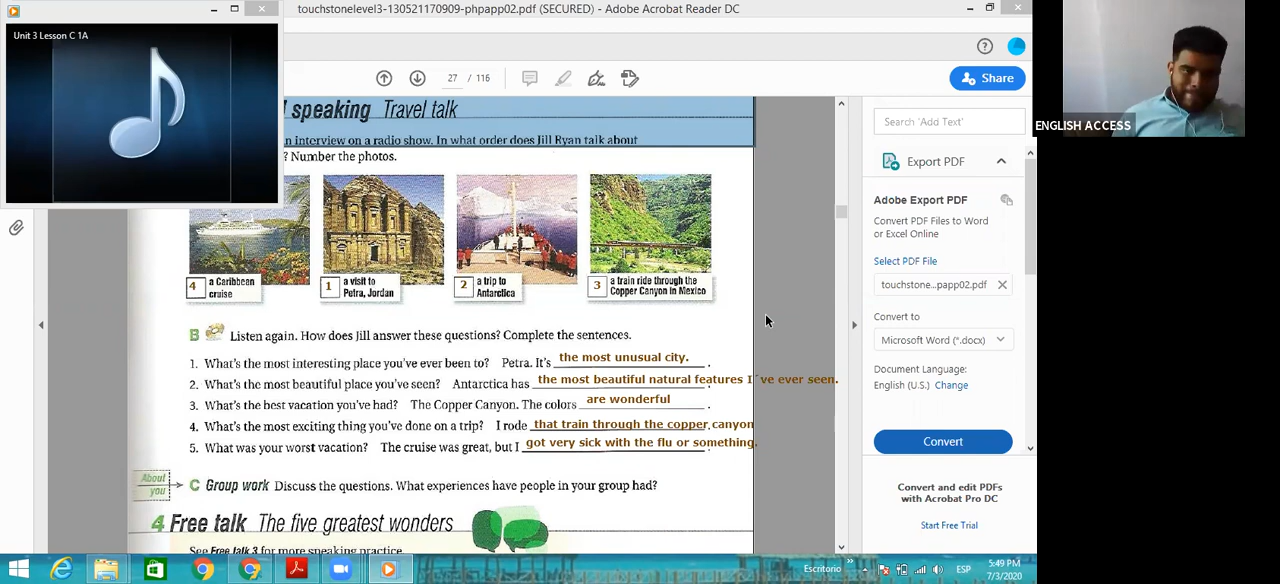 touchstonelevel3-130521170909-phpapp02.pdf (SECURED) - Adobe Acrobat Reader DC
Unit 3 Lesson C 1A
27 / 116
Share
speaking Travel talk
n interview on a radio show. In what order does Jill Ryan talk about
? Number the photos.
4 a Caribbean cruise
1 a visit to Petra, Jordan
2 a trip to Antarctica
3 a train ride through the Copper Canyon in Mexico
B Listen again. How does Jill answer these questions? Complete the sentences.
1. What's the most interesting place you've ever been to? Petra. It's the most unusual city. .
2. What's the most beautiful place you've seen? Antarctica has the most beautiful natural features I´ve ever seen. .
3. What's the best vacation you've had? The Copper Canyon. The colors are wonderful .
4. What's the most exciting thing you've done on a trip? I rode that train through the copper canyon .
5. What was your worst vacation? The cruise was great, but I got very sick with the flu or something. .
About you
C Group work Discuss the questions. What experiences have people in your group had?
4 Free talk The five greatest wonders
See Free talk 3 for more speaking practice.
Search 'Add Text'
Export PDF
Adobe Export PDF
Convert PDF Files to Word
or Excel Online
Select PDF File
touchstone...papp02.pdf
Convert to
Microsoft Word (*.docx)
Document Language:
English (U.S.) Change
Convert
Convert and edit PDFs
with Acrobat Pro DC
Start Free Trial
ENGLISH ACCESS
Escritorio
ESP
5:49 PM
7/3/2020